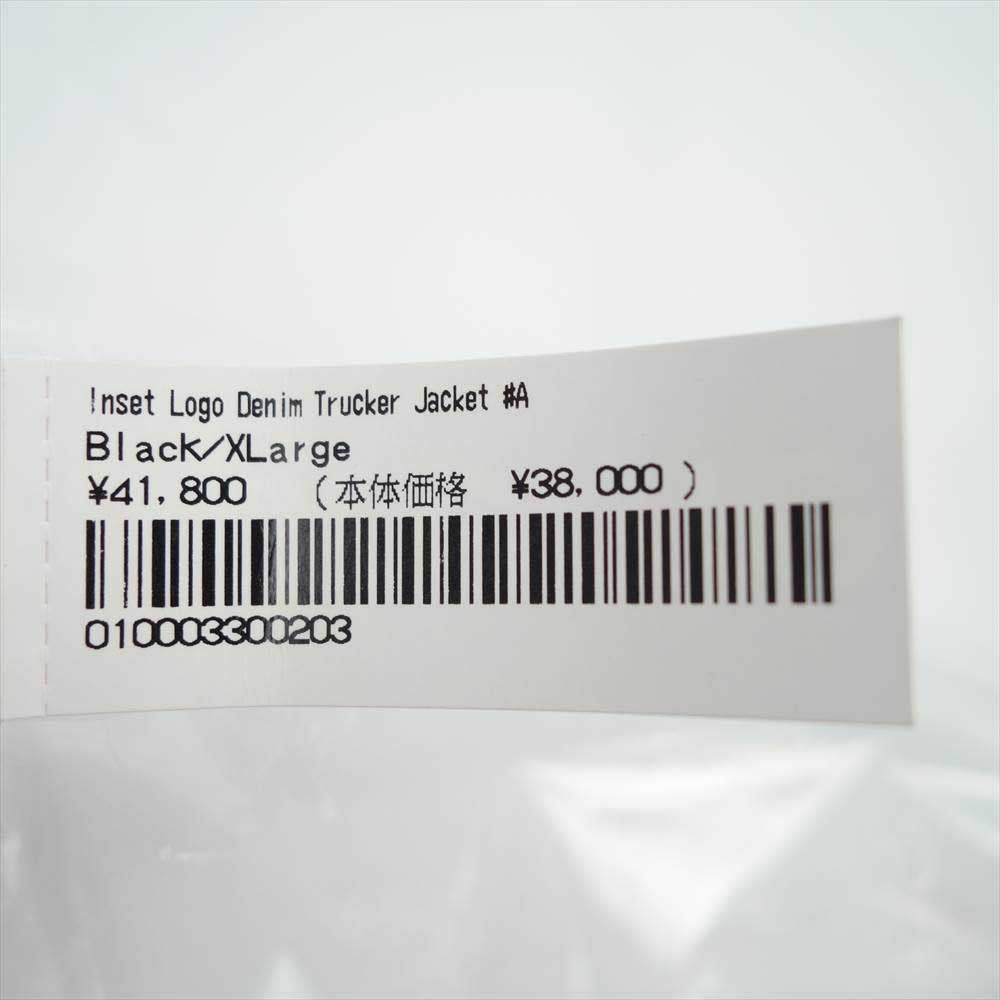 Inset Logo Denim Trucker Jacket #A
Black/XLarge
¥41,800 (本体価格 ¥38,000)
010003300203